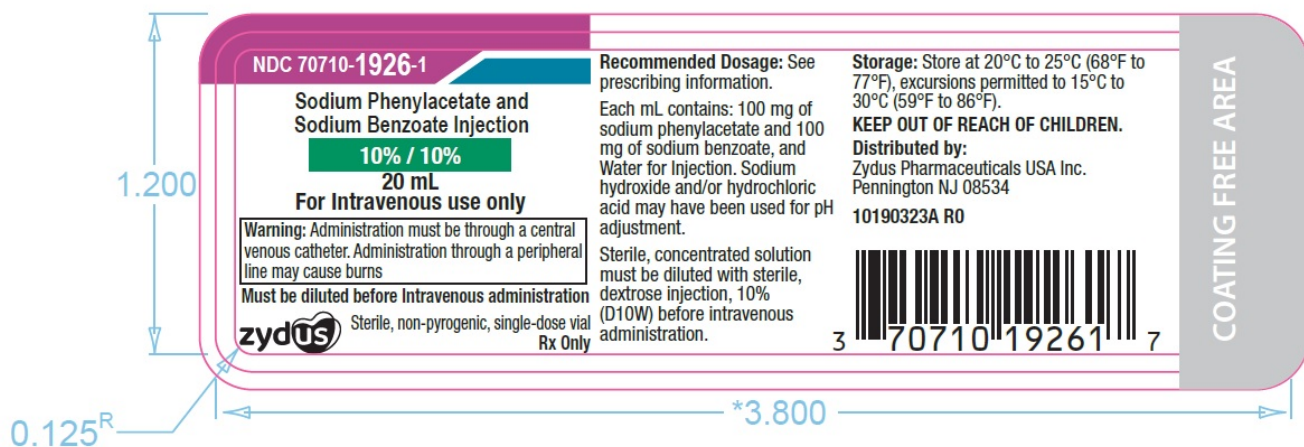 1.200
0.125R
*3.800
NDC 70710-1926-1
Sodium Phenylacetate and
Sodium Benzoate Injection
10% / 10%
20 mL
For Intravenous use only
Warning: Administration must be through a central
venous catheter. Administration through a peripheral
line may cause burns
Must be diluted before Intravenous administration
zydus
Sterile, non-pyrogenic, single-dose vial
Rx Only
Recommended Dosage: See
prescribing information.
Each mL contains: 100 mg of
sodium phenylacetate and 100
mg of sodium benzoate, and
Water for Injection. Sodium
hydroxide and/or hydrochloric
acid may have been used for pH
adjustment.
Sterile, concentrated solution
must be diluted with sterile,
dextrose injection, 10%
(D10W) before intravenous
administration.
Storage: Store at 20°C to 25°C (68°F to
77°F), excursions permitted to 15°C to
30°C (59°F to 86°F).
KEEP OUT OF REACH OF CHILDREN.
Distributed by:
Zydus Pharmaceuticals USA Inc.
Pennington NJ 08534
10190323A R0
3 70710 19261 7
COATING FREE AREA